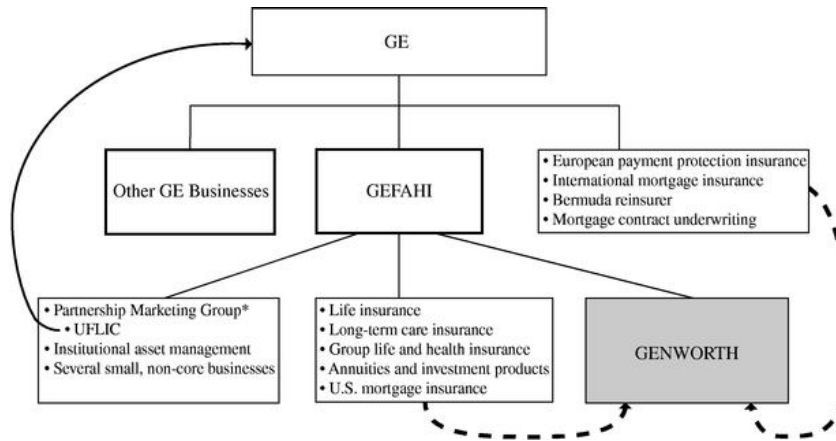 GE
Other GE Businesses
GEFAHI
• European payment protection insurance
• International mortgage insurance
• Bermuda reinsurer
• Mortgage contract underwriting
• Partnership Marketing Group*
• UFLIC
• Institutional asset management
• Several small, non-core businesses
• Life insurance
• Long-term care insurance
• Group life and health insurance
• Annuities and investment products
• U.S. mortgage insurance
GENWORTH